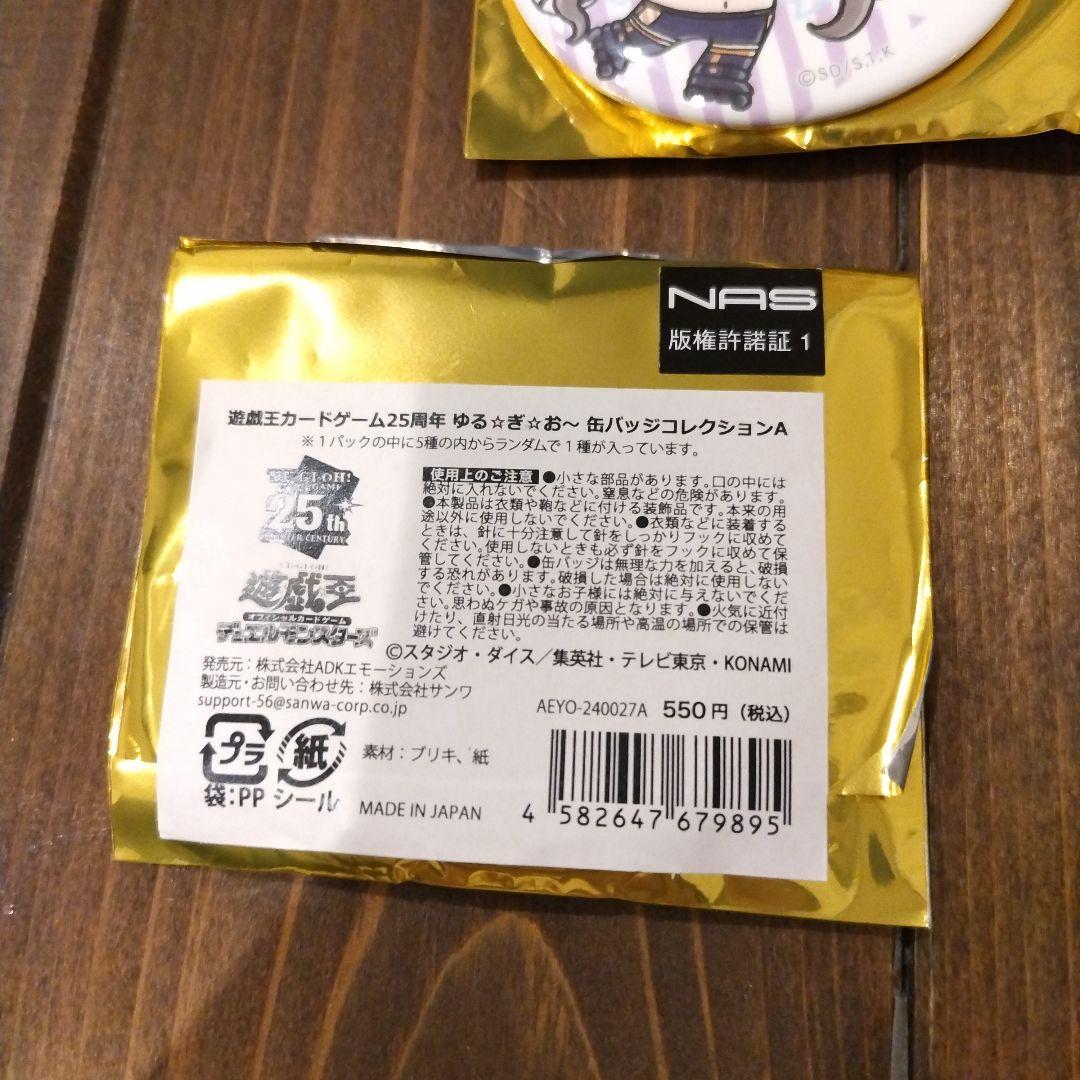 ©SD/S,T,K
NAS
版権許諾証 1
遊戯王カードゲーム25周年 ゆる☆ぎ☆お～ 缶バッジコレクションA
※1パックの中に5種の内からランダムで1種が入っています。
使用上のご注意 ●小さな部品があります。口の中には
絶対に入れないでください。窒息などの危険があります。
●本製品は衣類や鞄などに付ける装飾品です。本来の用
途以外に使用しないでください。●衣類などに装着する
ときは、針に十分注意して針をしっかりフックに収めて
ください。使用しないときも必ず針をフックに収めて保
管してください。●缶バッジは無理な力を加えると、破損
する恐れがあります。破損した場合は絶対に使用しない
でください。●小さなお子様には絶対に与えないでくだ
さい。思わぬケガや事故の原因となります。●火気に近付
けたり、直射日光の当たる場所や高温の場所での保管は
避けてください。
25th
遊戯王
オフィシャルカードゲーム
デュエルモンスターズ
©スタジオ・ダイス／集英社・テレビ東京・KONAMI
発売元：株式会社ADKエモーションズ
製造元・お問い合わせ先：株式会社サンワ
support-56@sanwa-corp.co.jp
AEYO-240027A 550円（税込）
プラ
紙
袋：PP シール
素材：ブリキ、紙
MADE IN JAPAN
4 582647 679895